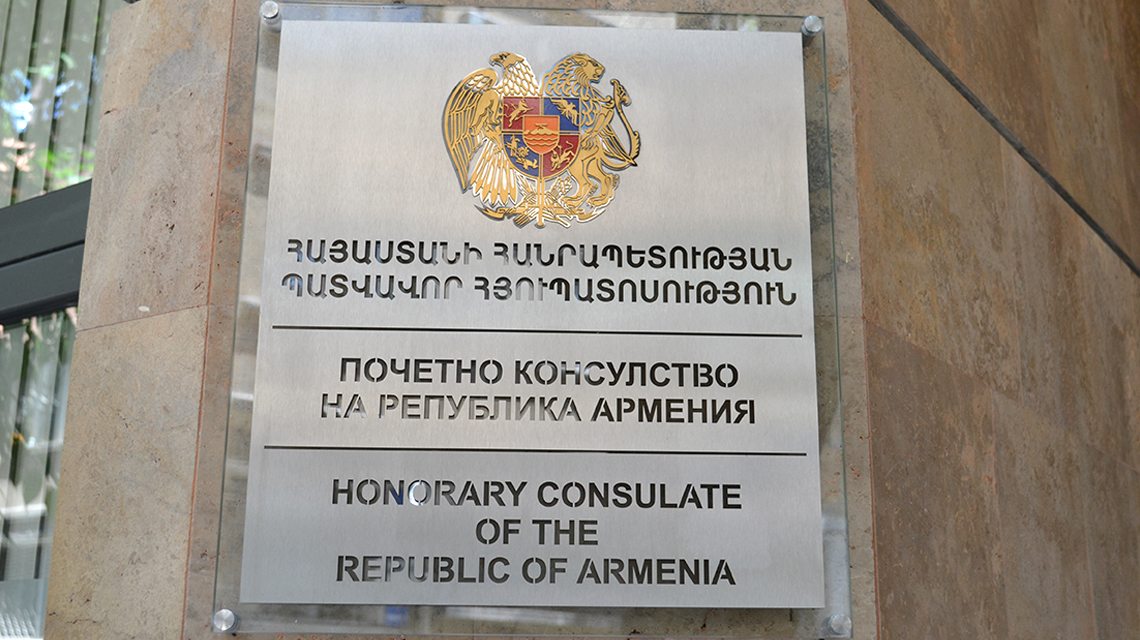 ՀԱՅԱՍՏԱՆԻ ՀԱՆՐԱՊԵՏՈՒԹՅԱՆ
ՊԱՏՎԱՎՈՐ ՀՅՈՒՊԱՏՈՍՈՒԹՅՈՒՆ
ПОЧЕТНО КОНСУЛСТВО
НА РЕПУБЛИКА АРМЕНИЯ
HONORARY CONSULATE
OF THE
REPUBLIC OF ARMENIA